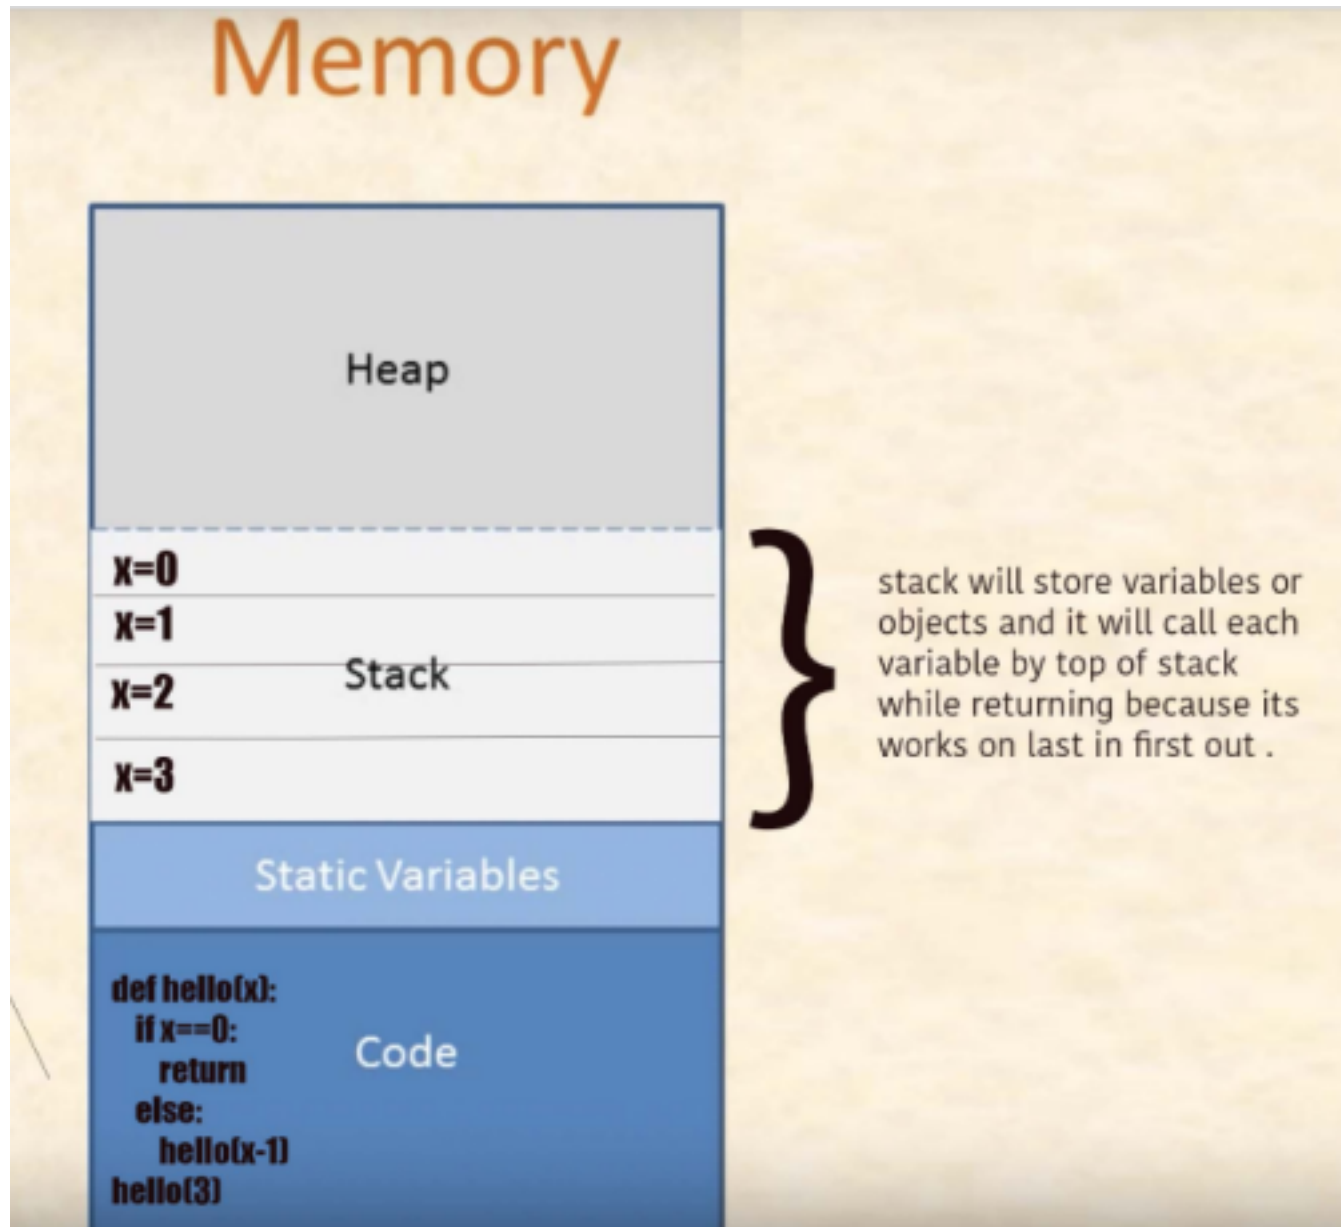 Memory
Heap
x=0
x=1
Stack
x=2
x=3
stack will store variables or
objects and it will call each
variable by top of stack
while returning because its
works on last in first out .
Static Variables
def hello(x):
if x==0:
Code
return
else:
hello(x-1)
hello(3)